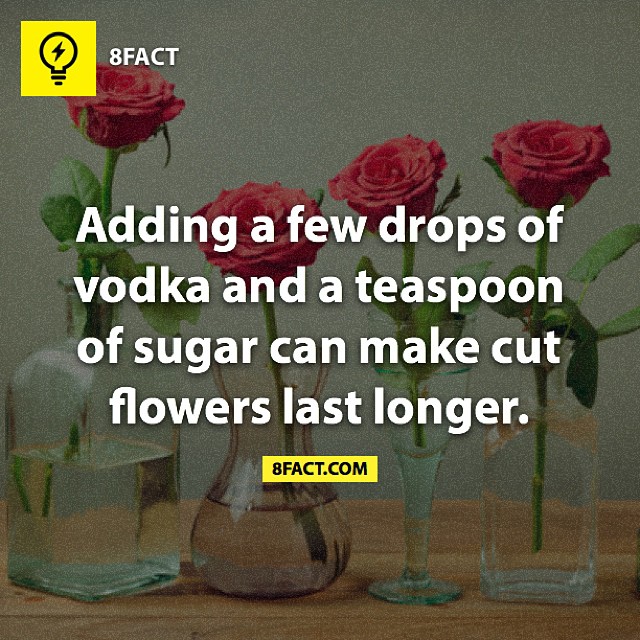 8FACT
Adding a few drops of
vodka and a teaspoon
of sugar can make cut
flowers last longer.
8FACT.COM